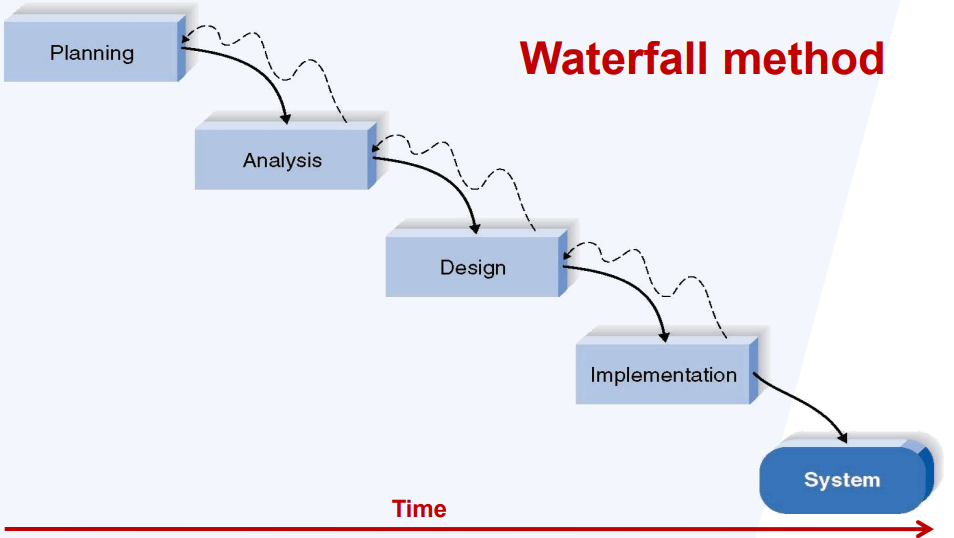 Waterfall method
Planning
Analysis
Design
Implementation
System
Time